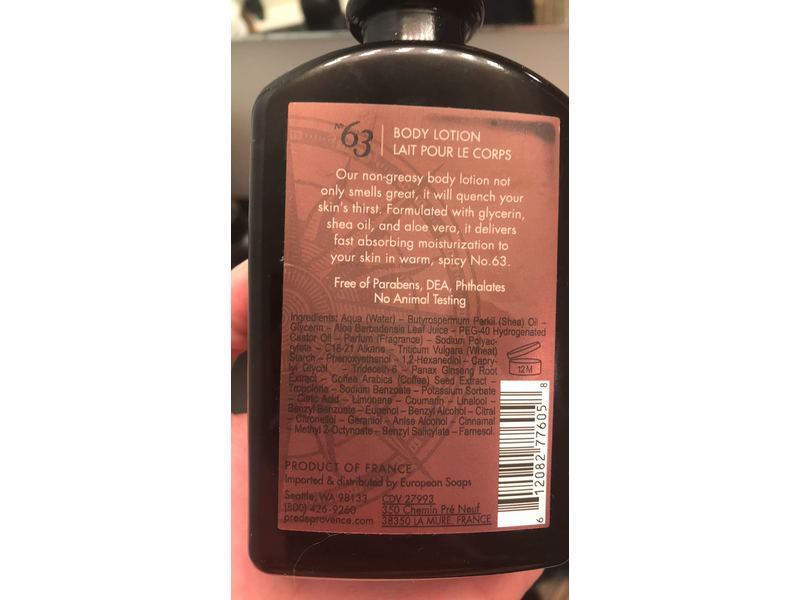 No 63
BODY LOTION
LAIT POUR LE CORPS
Our non-greasy body lotion not
only smells great, it will quench your
skin's thirst. Formulated with glycerin,
shea oil, and aloe vera, it delivers
fast absorbing moisturization to
your skin in warm, spicy No.63.
Free of Parabens, DEA, Phthalates
No Animal Testing
Ingredients: Aqua (Water) – Butyrospermum Parkii (Shea) Oil –
Glycerin – Aloe Barbadensis Leaf Juice – PEG-40 Hydrogenated
Castor Oil – Parfum (Fragrance) – Sodium Polyac-
rylate – C18-21 Alkane – Triticum Vulgare (Wheat)
Starch – Phenoxyethanol – 1,2-Hexanediol – Capry-
lyl Glycol – Trideceth-6 – Panax Ginseng Root
Extract – Coffea Arabica (Coffee) Seed Extract –
Tropolone – Sodium Benzoate – Potassium Sorbate
– Citric Acid – Limonene – Coumarin – Linalool –
Benzyl Benzoate – Eugenol – Benzyl Alcohol – Citral
– Citronellol – Geraniol – Anise Alcohol – Cinnamal
– Methyl 2-Octynoate – Benzyl Salicylate – Farnesol.
12M
PRODUCT OF FRANCE
Imported & distributed by European Soaps
Seattle, WA 98133
(800) 426-9260
predeprovence.com
CDV 27993
350 Chemin Pré Neuf
38350 LA MURE, FRANCE
6 12082 77605 8